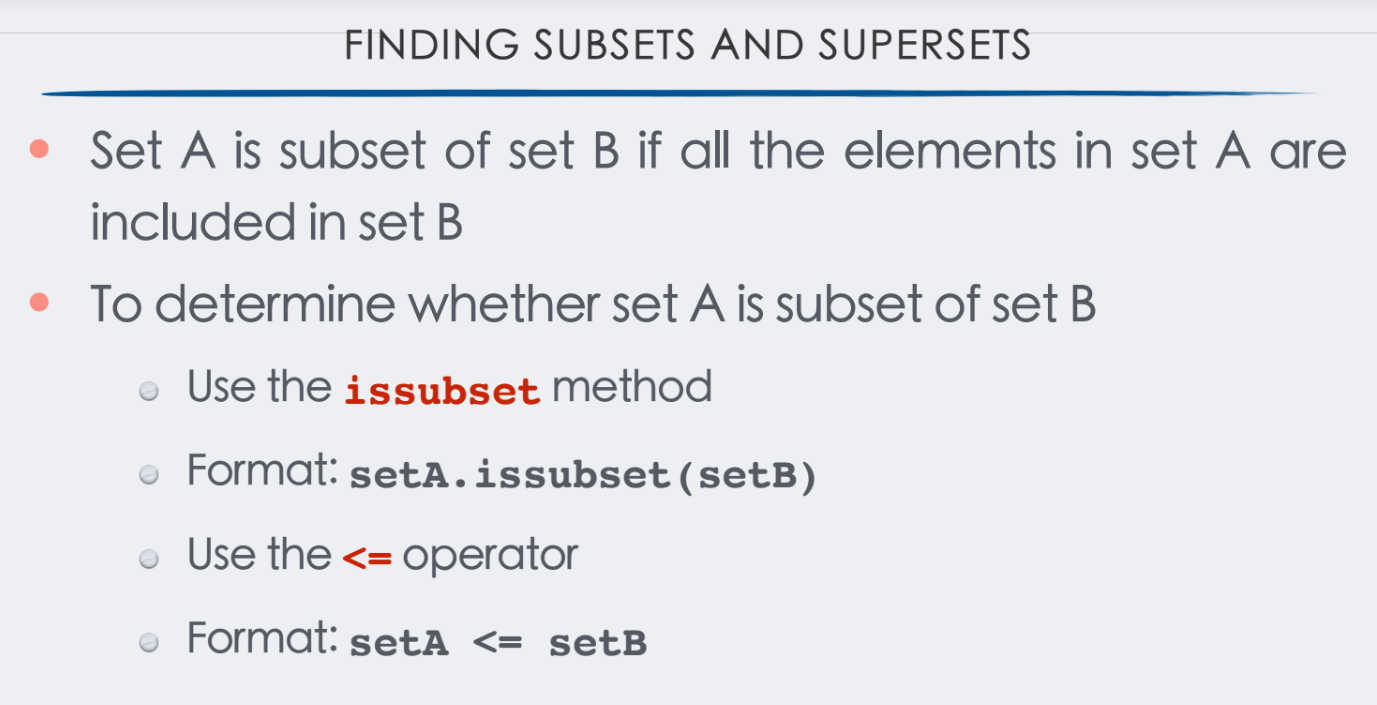 FINDING SUBSETS AND SUPERSETS
Set A is subset of set B if all the elements in set A are
included in set B
To determine whether set A is subset of set B
Use the issubset method
Format: setA.issubset(setB)
Use the <= operator
Format: setA <= setB